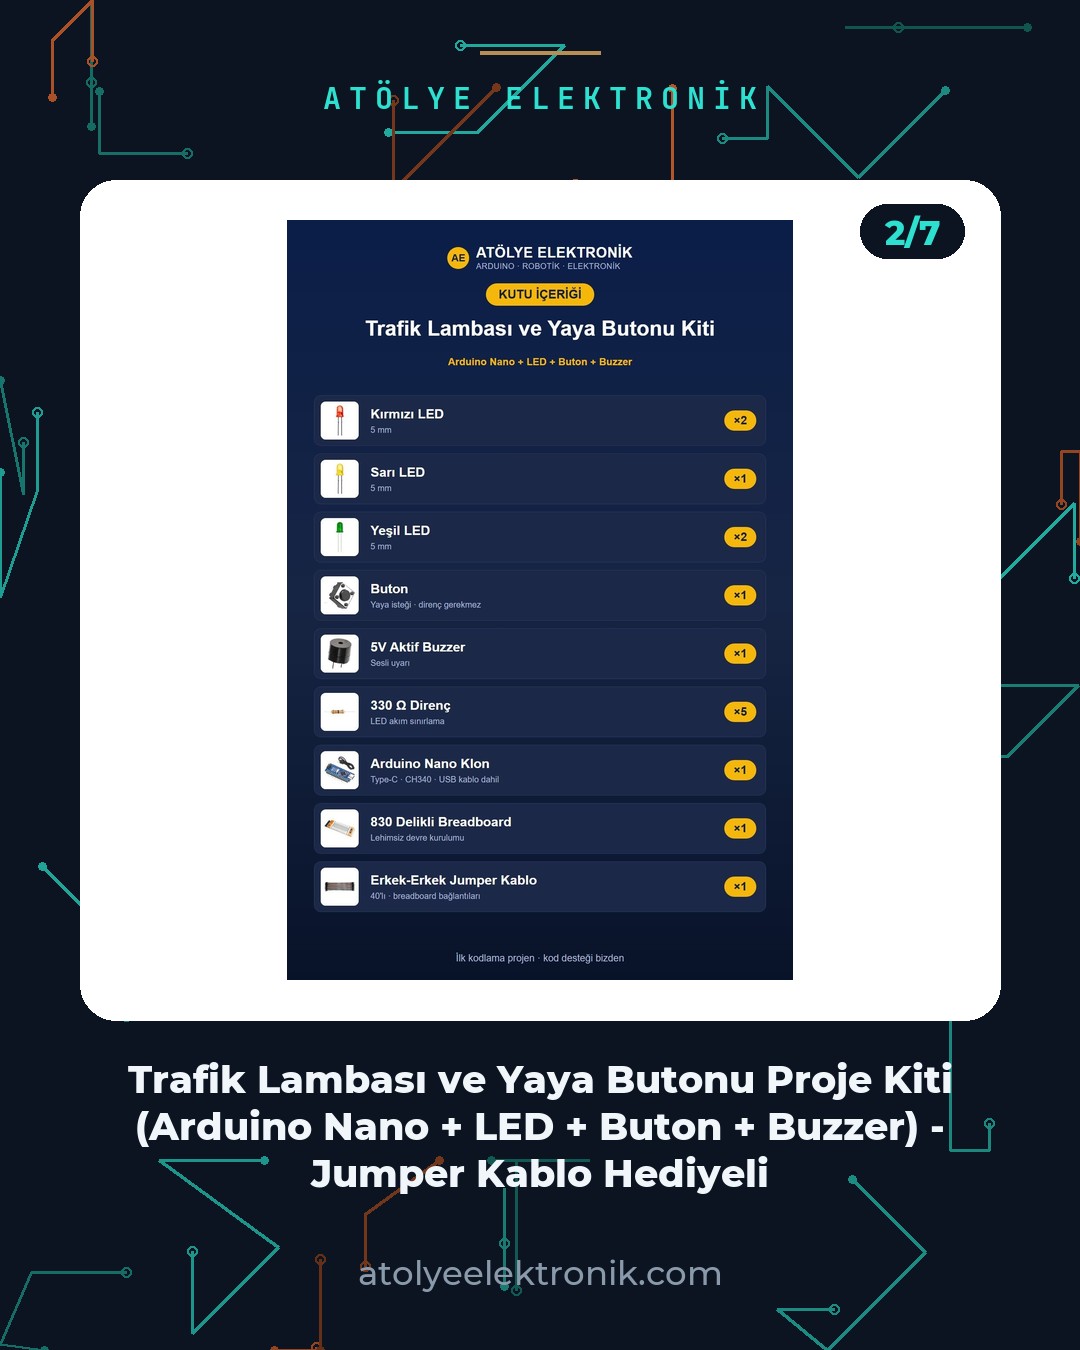 ATÖLYE ELEKTRONİK
2/7
AE
ATÖLYE ELEKTRONİK
ARDUINO · ROBOTİK · ELEKTRONİK
KUTU İÇERİĞİ
Trafik Lambası ve Yaya Butonu Kiti
Arduino Nano + LED + Buton + Buzzer
Kırmızı LED
5 mm
×2
Sarı LED
5 mm
×1
Yeşil LED
5 mm
×2
Buton
Yaya isteği · direnç gerekmez
×1
5V Aktif Buzzer
Sesli uyarı
×1
330 Ω Direnç
LED akım sınırlama
×5
Arduino Nano Klon
Type-C · CH340 · USB kablo dahil
×1
830 Delikli Breadboard
Lehimsiz devre kurulumu
×1
Erkek-Erkek Jumper Kablo
40'lı · breadboard bağlantıları
×1
İlk kodlama projen · kod desteği bizden
Trafik Lambası ve Yaya Butonu Proje Kiti
(Arduino Nano + LED + Buton + Buzzer) -
Jumper Kablo Hediyeli
atolyeelektronik.com